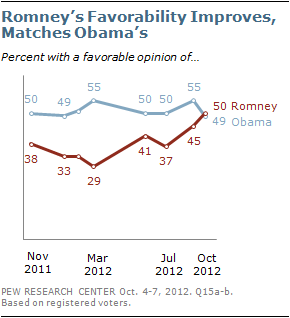 Romney's Favorability Improves,
Matches Obama's
Percent with a favorable opinion of...
50 49 55 50 50 55
50 Romney
49 Obama
38 33 29 41 37 45
Nov
2011
Mar
2012
Jul
2012
Oct
2012
PEW RESEARCH CENTER Oct. 4-7, 2012. Q15a-b.
Based on registered voters.